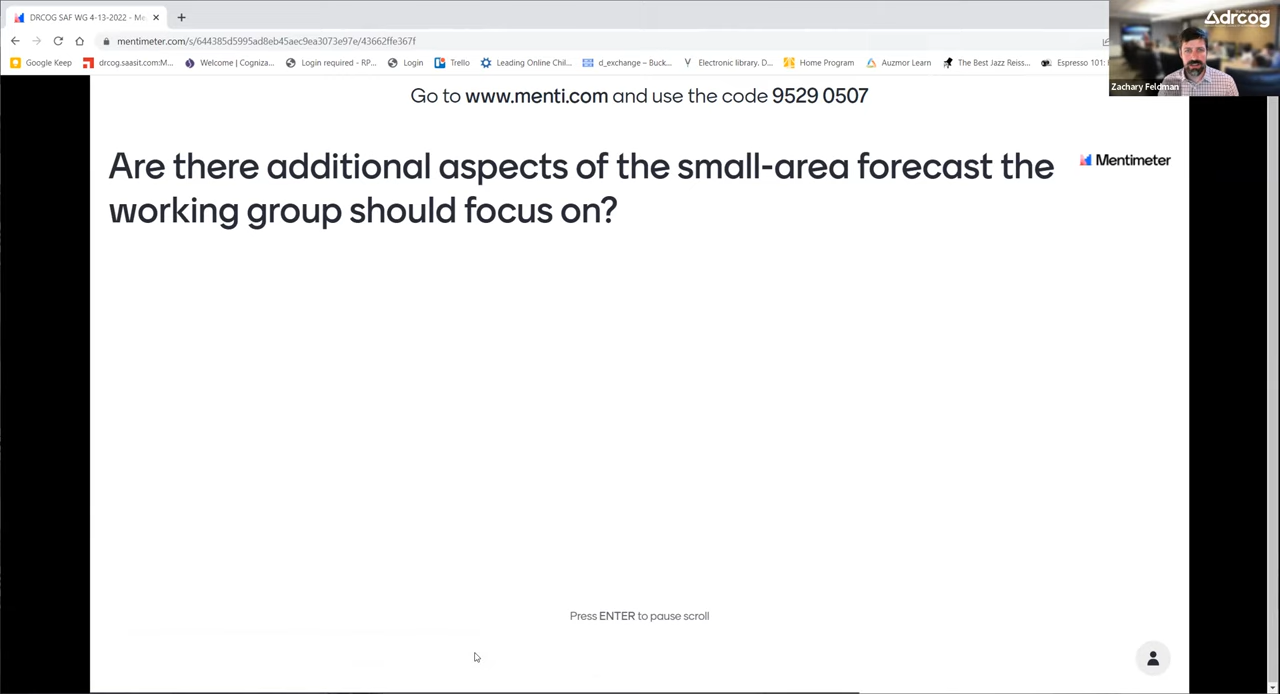 DRCOG SAF WG 4-13-2022 - Me
mentimeter.com/s/644385d5995ad8eb45aec9ea3073e97e/43662ffe367f
Google Keep
drcog.saasit.com:M...
Welcome | Cogniza...
Login required - RP...
Login
Trello
Leading Online Chil...
d_exchange – Buck...
Electronic library. D...
Home Program
Auzmor Learn
The Best Jazz Reiss...
Espresso 101:
drcog
Zachary Feldman
Go to www.menti.com and use the code 9529 0507
Are there additional aspects of the small-area forecast the
working group should focus on?
Mentimeter
Press ENTER to pause scroll